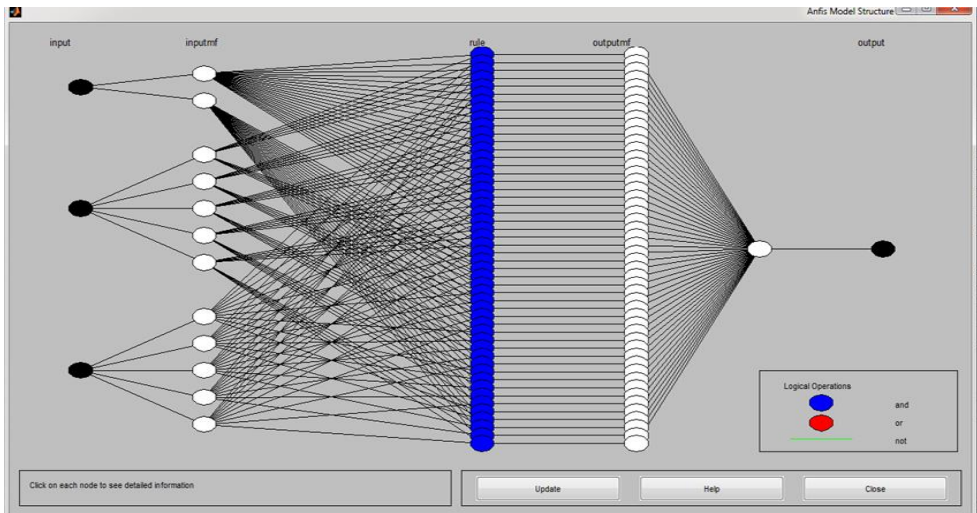 Anfis Model Structure
input inputmf rule outputmf output
Logical Operations
and
or
not
Click on each node to see detailed information
Update Help Close